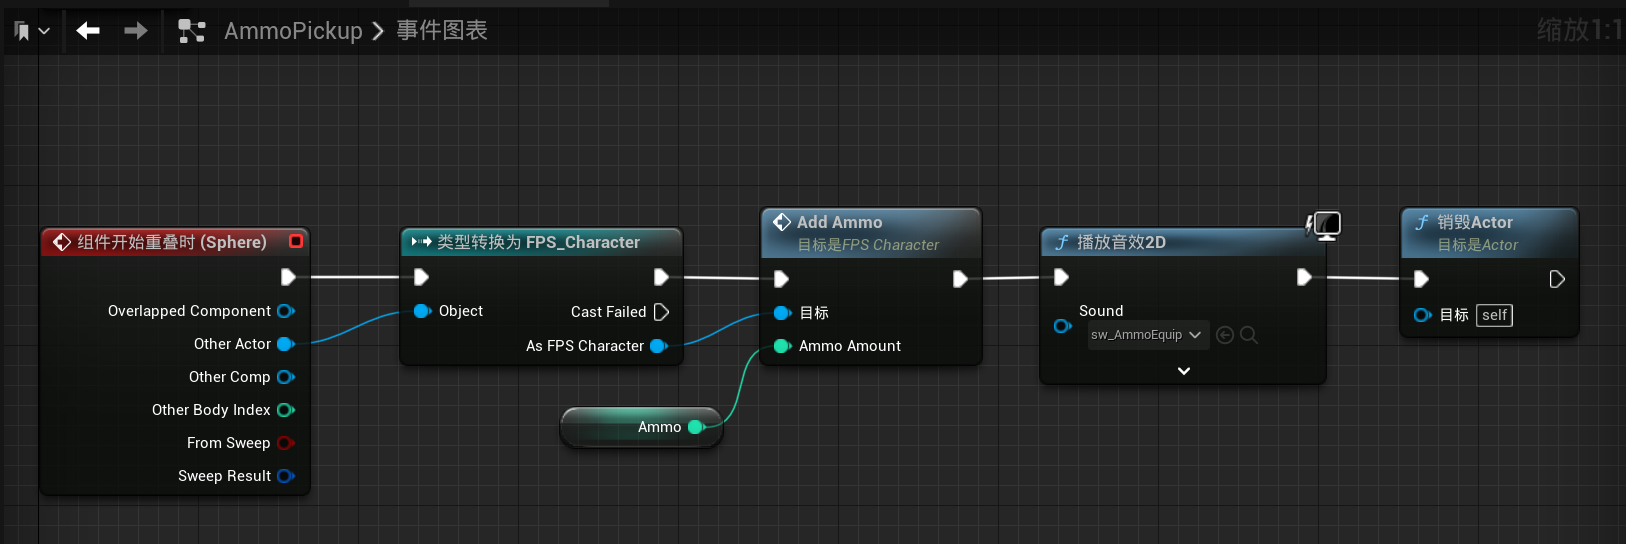 AmmoPickup > 事件图表
缩放1:1
组件开始重叠时 (Sphere)
Overlapped Component
Other Actor
Other Comp
Other Body Index
From Sweep
Sweep Result
类型转换为 FPS_Character
Object
Cast Failed
As FPS Character
Ammo
Add Ammo
目标是FPS Character
目标
Ammo Amount
播放音效2D
Sound
sw_AmmoEquip
销毁Actor
目标是Actor
目标 self